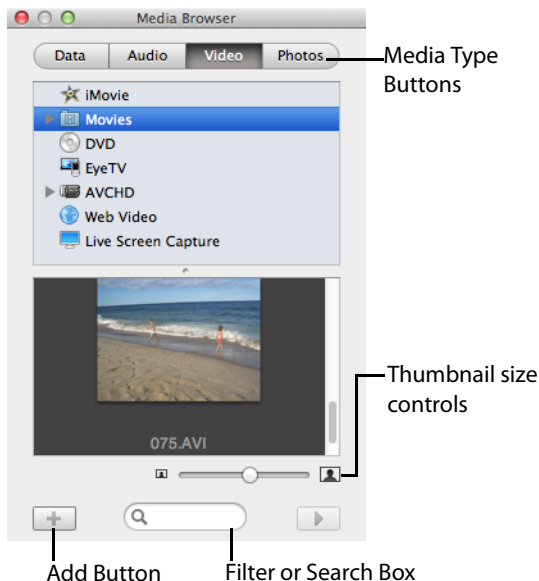 Media Browser
Data Audio Video Photos
Media Type
Buttons
iMovie
Movies
DVD
EyeTV
AVCHD
Web Video
Live Screen Capture
Thumbnail size
controls
075.AVI
Add Button
Filter or Search Box